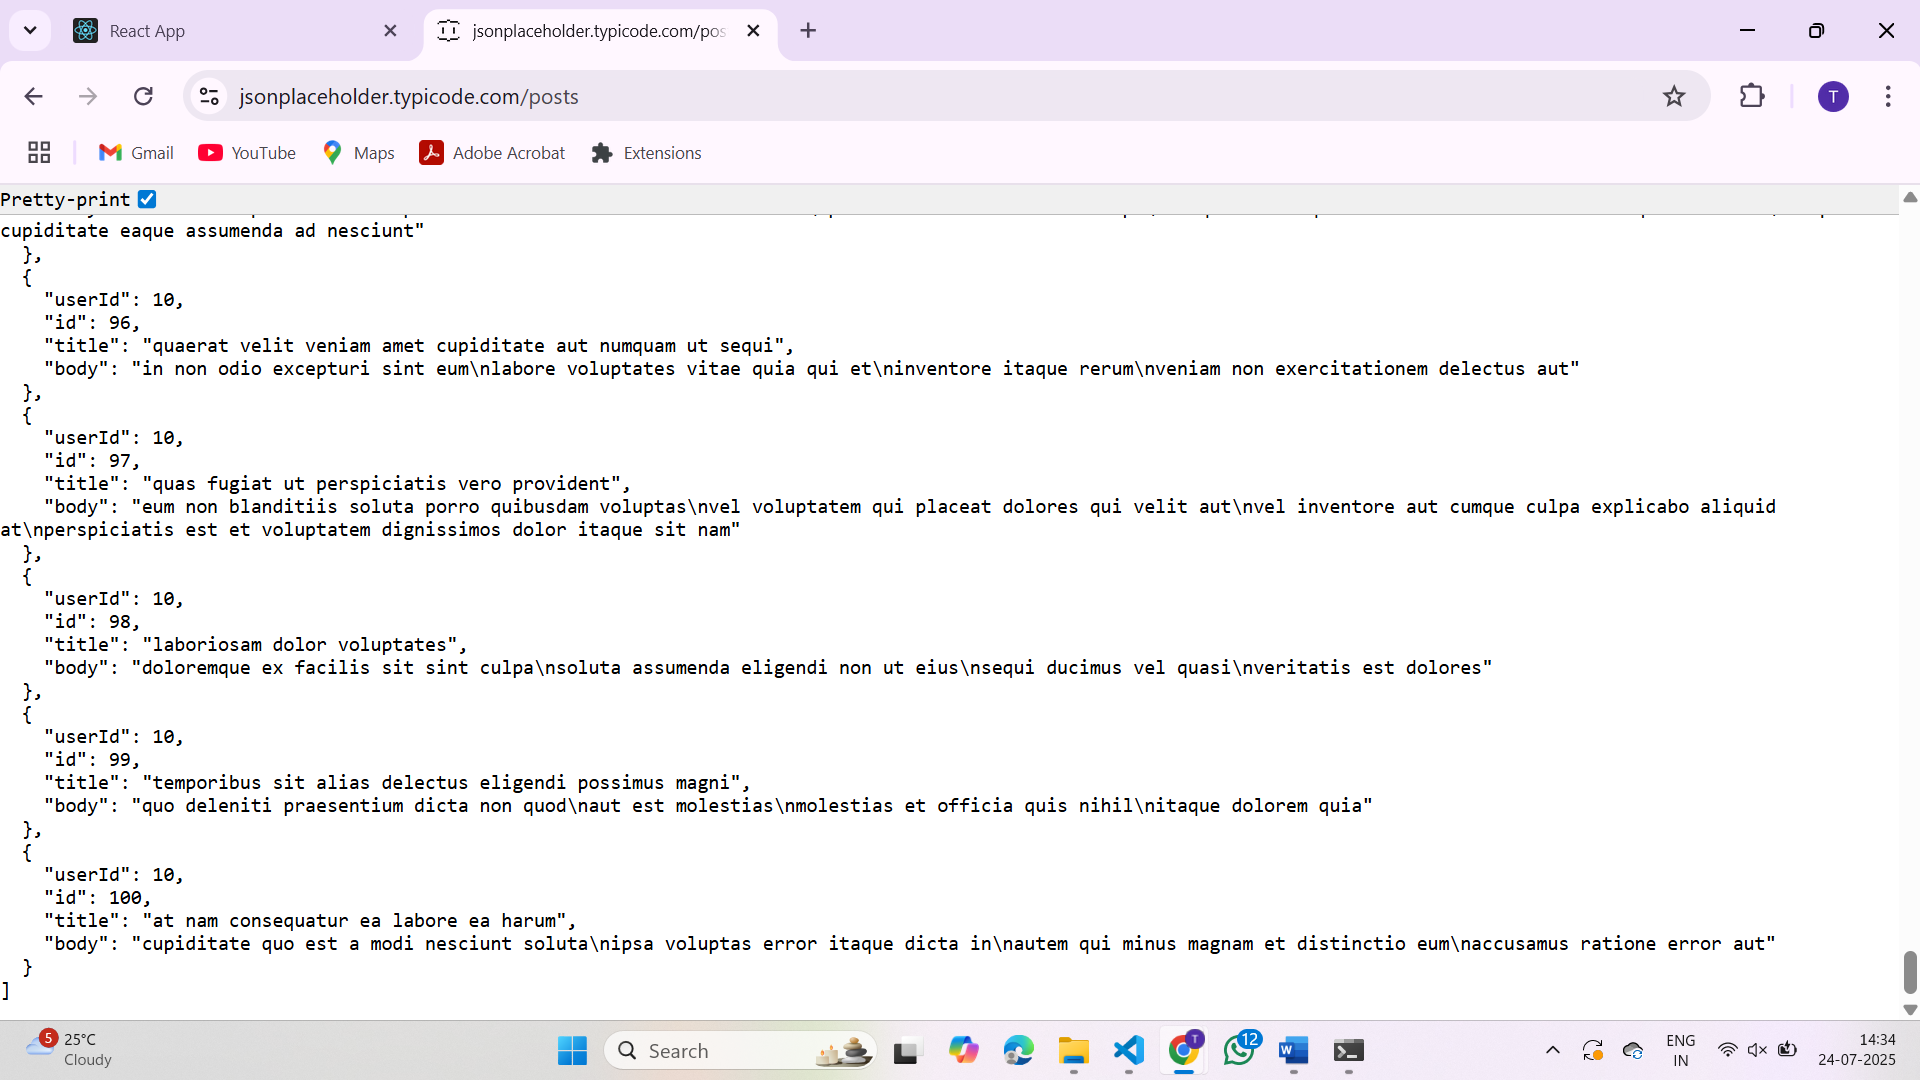 React App
jsonplaceholder.typicode.com/pos
jsonplaceholder.typicode.com/posts
T
Gmail
YouTube
Maps
Adobe Acrobat
Extensions
Pretty-print
cupiditate eaque assumenda ad nesciunt"
},
{
"userId": 10,
"id": 96,
"title": "quaerat velit veniam amet cupiditate aut numquam ut sequi",
"body": "in non odio excepturi sint eum\nlabore voluptates vitae quia qui et\ninventore itaque rerum\nveniam non exercitationem delectus aut"
},
{
"userId": 10,
"id": 97,
"title": "quas fugiat ut perspiciatis vero provident",
"body": "eum non blanditiis soluta porro quibusdam voluptas\nvel voluptatem qui placeat dolores qui velit aut\nvel inventore aut cumque culpa explicabo aliquid
at\nperspiciatis est et voluptatem dignissimos dolor itaque sit nam"
},
{
"userId": 10,
"id": 98,
"title": "laboriosam dolor voluptates",
"body": "doloremque ex facilis sit sint culpa\nsoluta assumenda eligendi non ut eius\nsequi ducimus vel quasi\nveritatis est dolores"
},
{
"userId": 10,
"id": 99,
"title": "temporibus sit alias delectus eligendi possimus magni",
"body": "quo deleniti praesentium dicta non quod\naut est molestias\nmolestias et officia quis nihil\nitaque dolorem quia"
},
{
"userId": 10,
"id": 100,
"title": "at nam consequatur ea labore ea harum",
"body": "cupiditate quo est a modi nesciunt soluta\nipsa voluptas error itaque dicta in\nautem qui minus magnam et distinctio eum\naccusamus ratione error aut"
}
]
5
25°C
Cloudy
Search
T
12
W
ENG
IN
14:34
24-07-2025